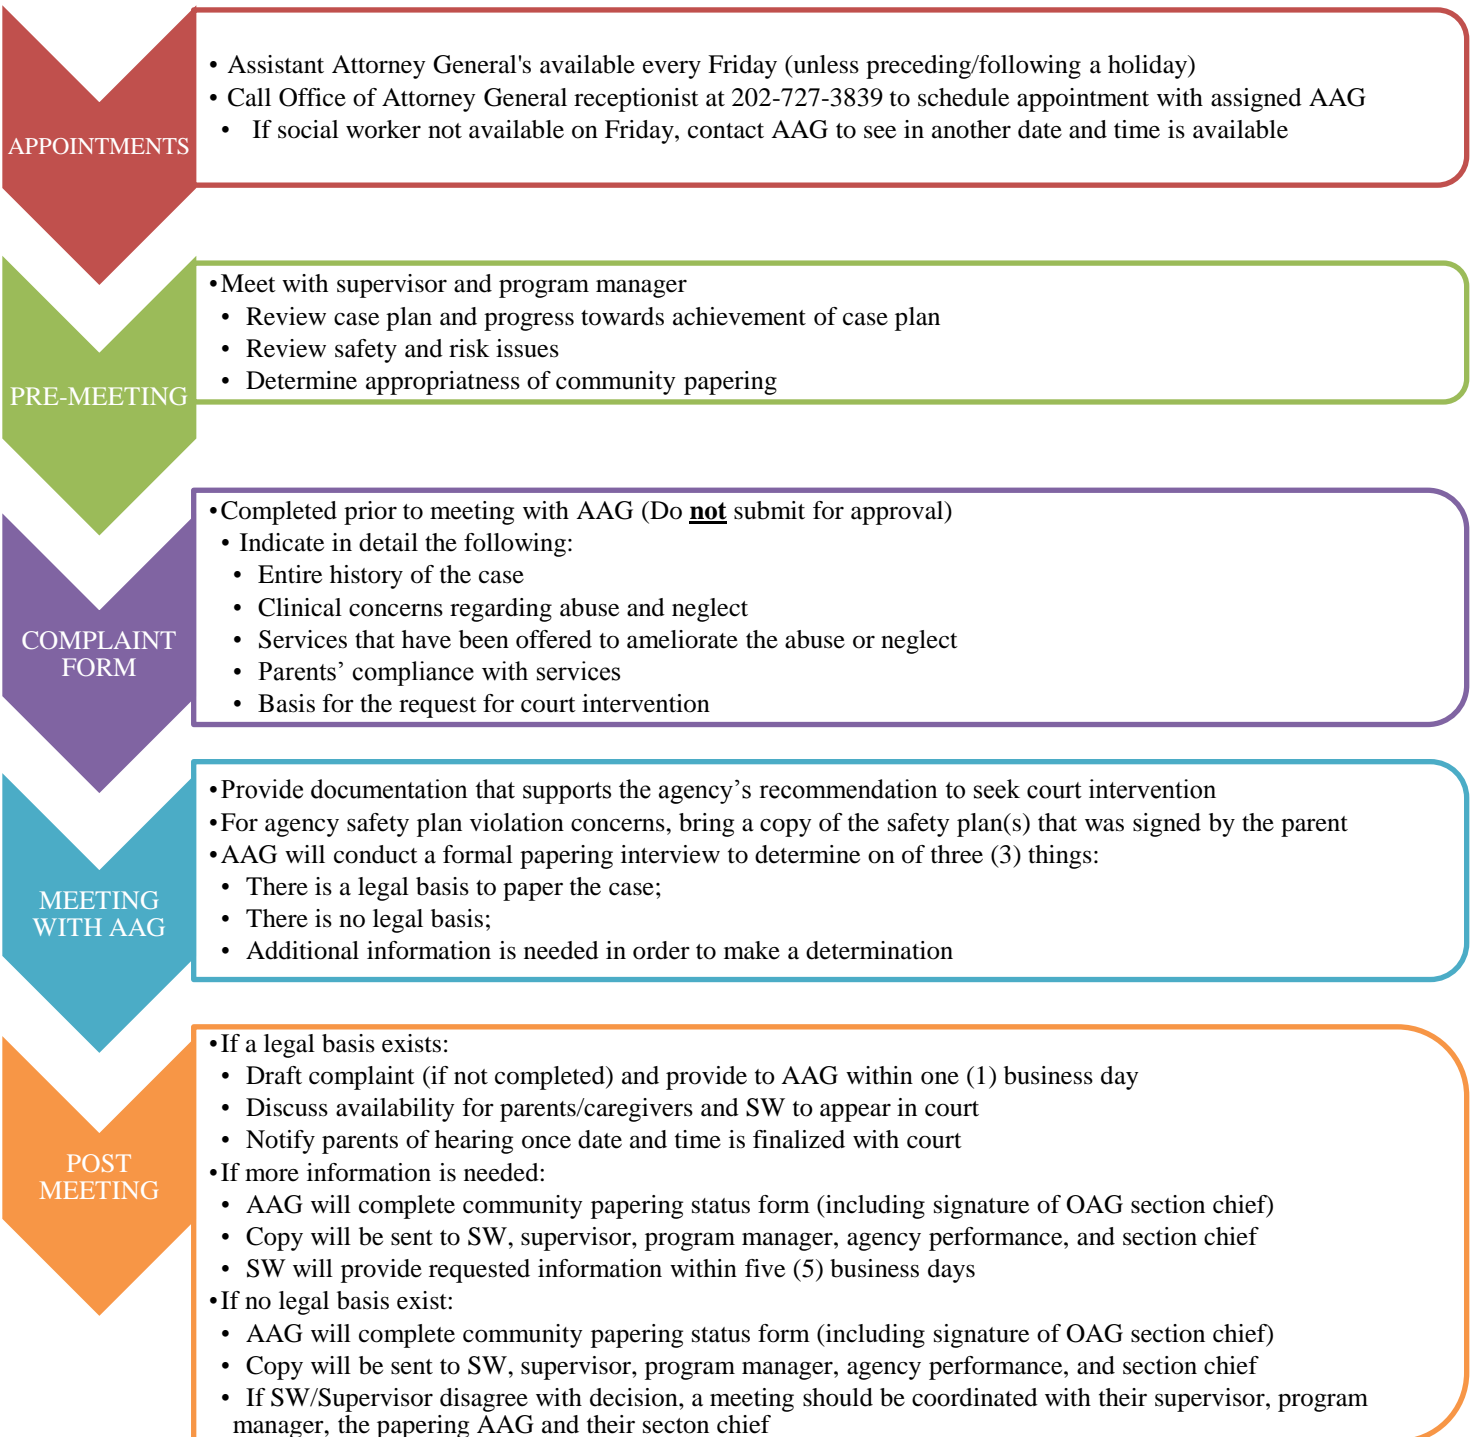 APPOINTMENTS
• Assistant Attorney General's available every Friday (unless preceding/following a holiday)
• Call Office of Attorney General receptionist at 202-727-3839 to schedule appointment with assigned AAG
• If social worker not available on Friday, contact AAG to see in another date and time is available
PRE-MEETING
•Meet with supervisor and program manager
• Review case plan and progress towards achievement of case plan
• Review safety and risk issues
• Determine appropriatness of community papering
COMPLAINT
FORM
•Completed prior to meeting with AAG (Do not submit for approval)
• Indicate in detail the following:
• Entire history of the case
• Clinical concerns regarding abuse and neglect
• Services that have been offered to ameliorate the abuse or neglect
• Parents’ compliance with services
• Basis for the request for court intervention
MEETING
WITH AAG
•Provide documentation that supports the agency’s recommendation to seek court intervention
•For agency safety plan violation concerns, bring a copy of the safety plan(s) that was signed by the parent
•AAG will conduct a formal papering interview to determine on of three (3) things:
• There is a legal basis to paper the case;
• There is no legal basis;
• Additional information is needed in order to make a determination
POST
MEETING
•If a legal basis exists:
• Draft complaint (if not completed) and provide to AAG within one (1) business day
• Discuss availability for parents/caregivers and SW to appear in court
• Notify parents of hearing once date and time is finalized with court
•If more information is needed:
• AAG will complete community papering status form (including signature of OAG section chief)
• Copy will be sent to SW, supervisor, program manager, agency performance, and section chief
• SW will provide requested information within five (5) business days
•If no legal basis exist:
• AAG will complete community papering status form (including signature of OAG section chief)
• Copy will be sent to SW, supervisor, program manager, agency performance, and section chief
• If SW/Supervisor disagree with decision, a meeting should be coordinated with their supervisor, program
manager, the papering AAG and their secton chief